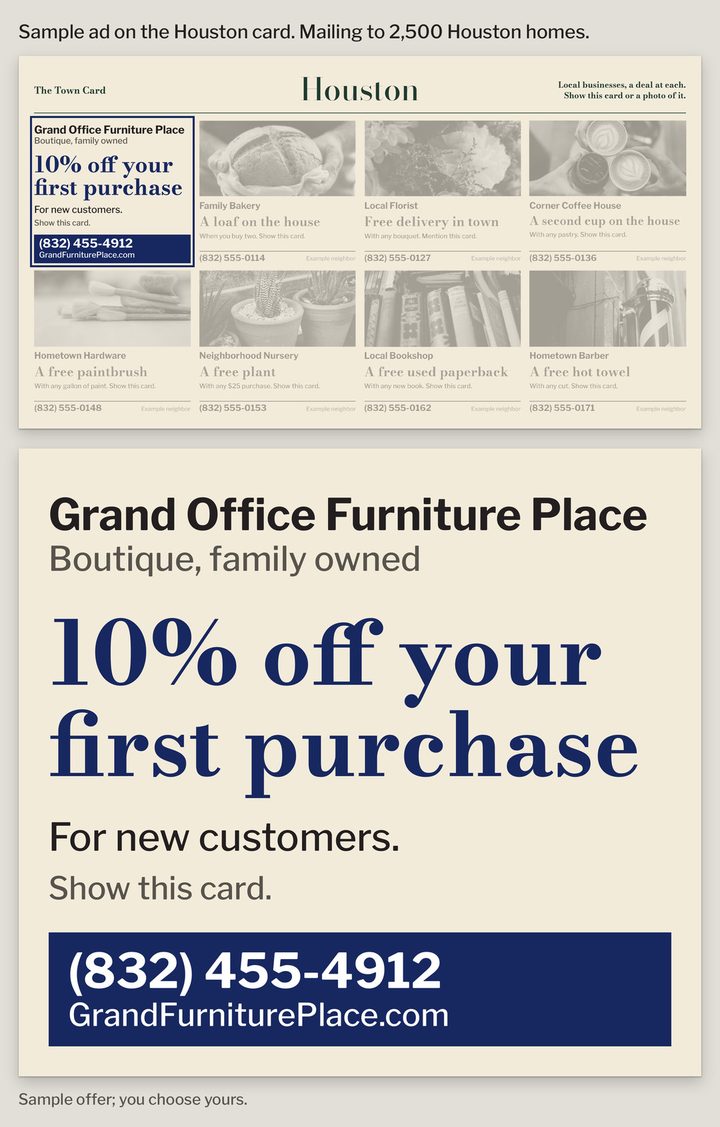 Sample ad on the Houston card. Mailing to 2,500 Houston homes.
The Town Card
Houston
Local businesses, a deal at each.
Show this card or a photo of it.
Grand Office Furniture Place
Boutique, family owned
10% off your
first purchase
For new customers.
Show this card.
(832) 455-4912
GrandFurniturePlace.com
Family Bakery
A loaf on the house
When you buy two. Show this card.
(832) 555-0114
Example neighbor
Local Florist
Free delivery in town
With any bouquet. Mention this card.
(832) 555-0127
Example neighbor
Corner Coffee House
A second cup on the house
With any pastry. Show this card.
(832) 555-0136
Example neighbor
Hometown Hardware
A free paintbrush
With any gallon of paint. Show this card.
(832) 555-0148
Example neighbor
Neighborhood Nursery
A free plant
With any $25 purchase. Show this card.
(832) 555-0153
Example neighbor
Local Bookshop
A free used paperback
With any new book. Show this card.
(832) 555-0162
Example neighbor
Hometown Barber
A free hot towel
With any cut. Show this card.
(832) 555-0171
Example neighbor
Grand Office Furniture Place
Boutique, family owned
10% off your
first purchase
For new customers.
Show this card.
(832) 455-4912
GrandFurniturePlace.com
Sample offer; you choose yours.